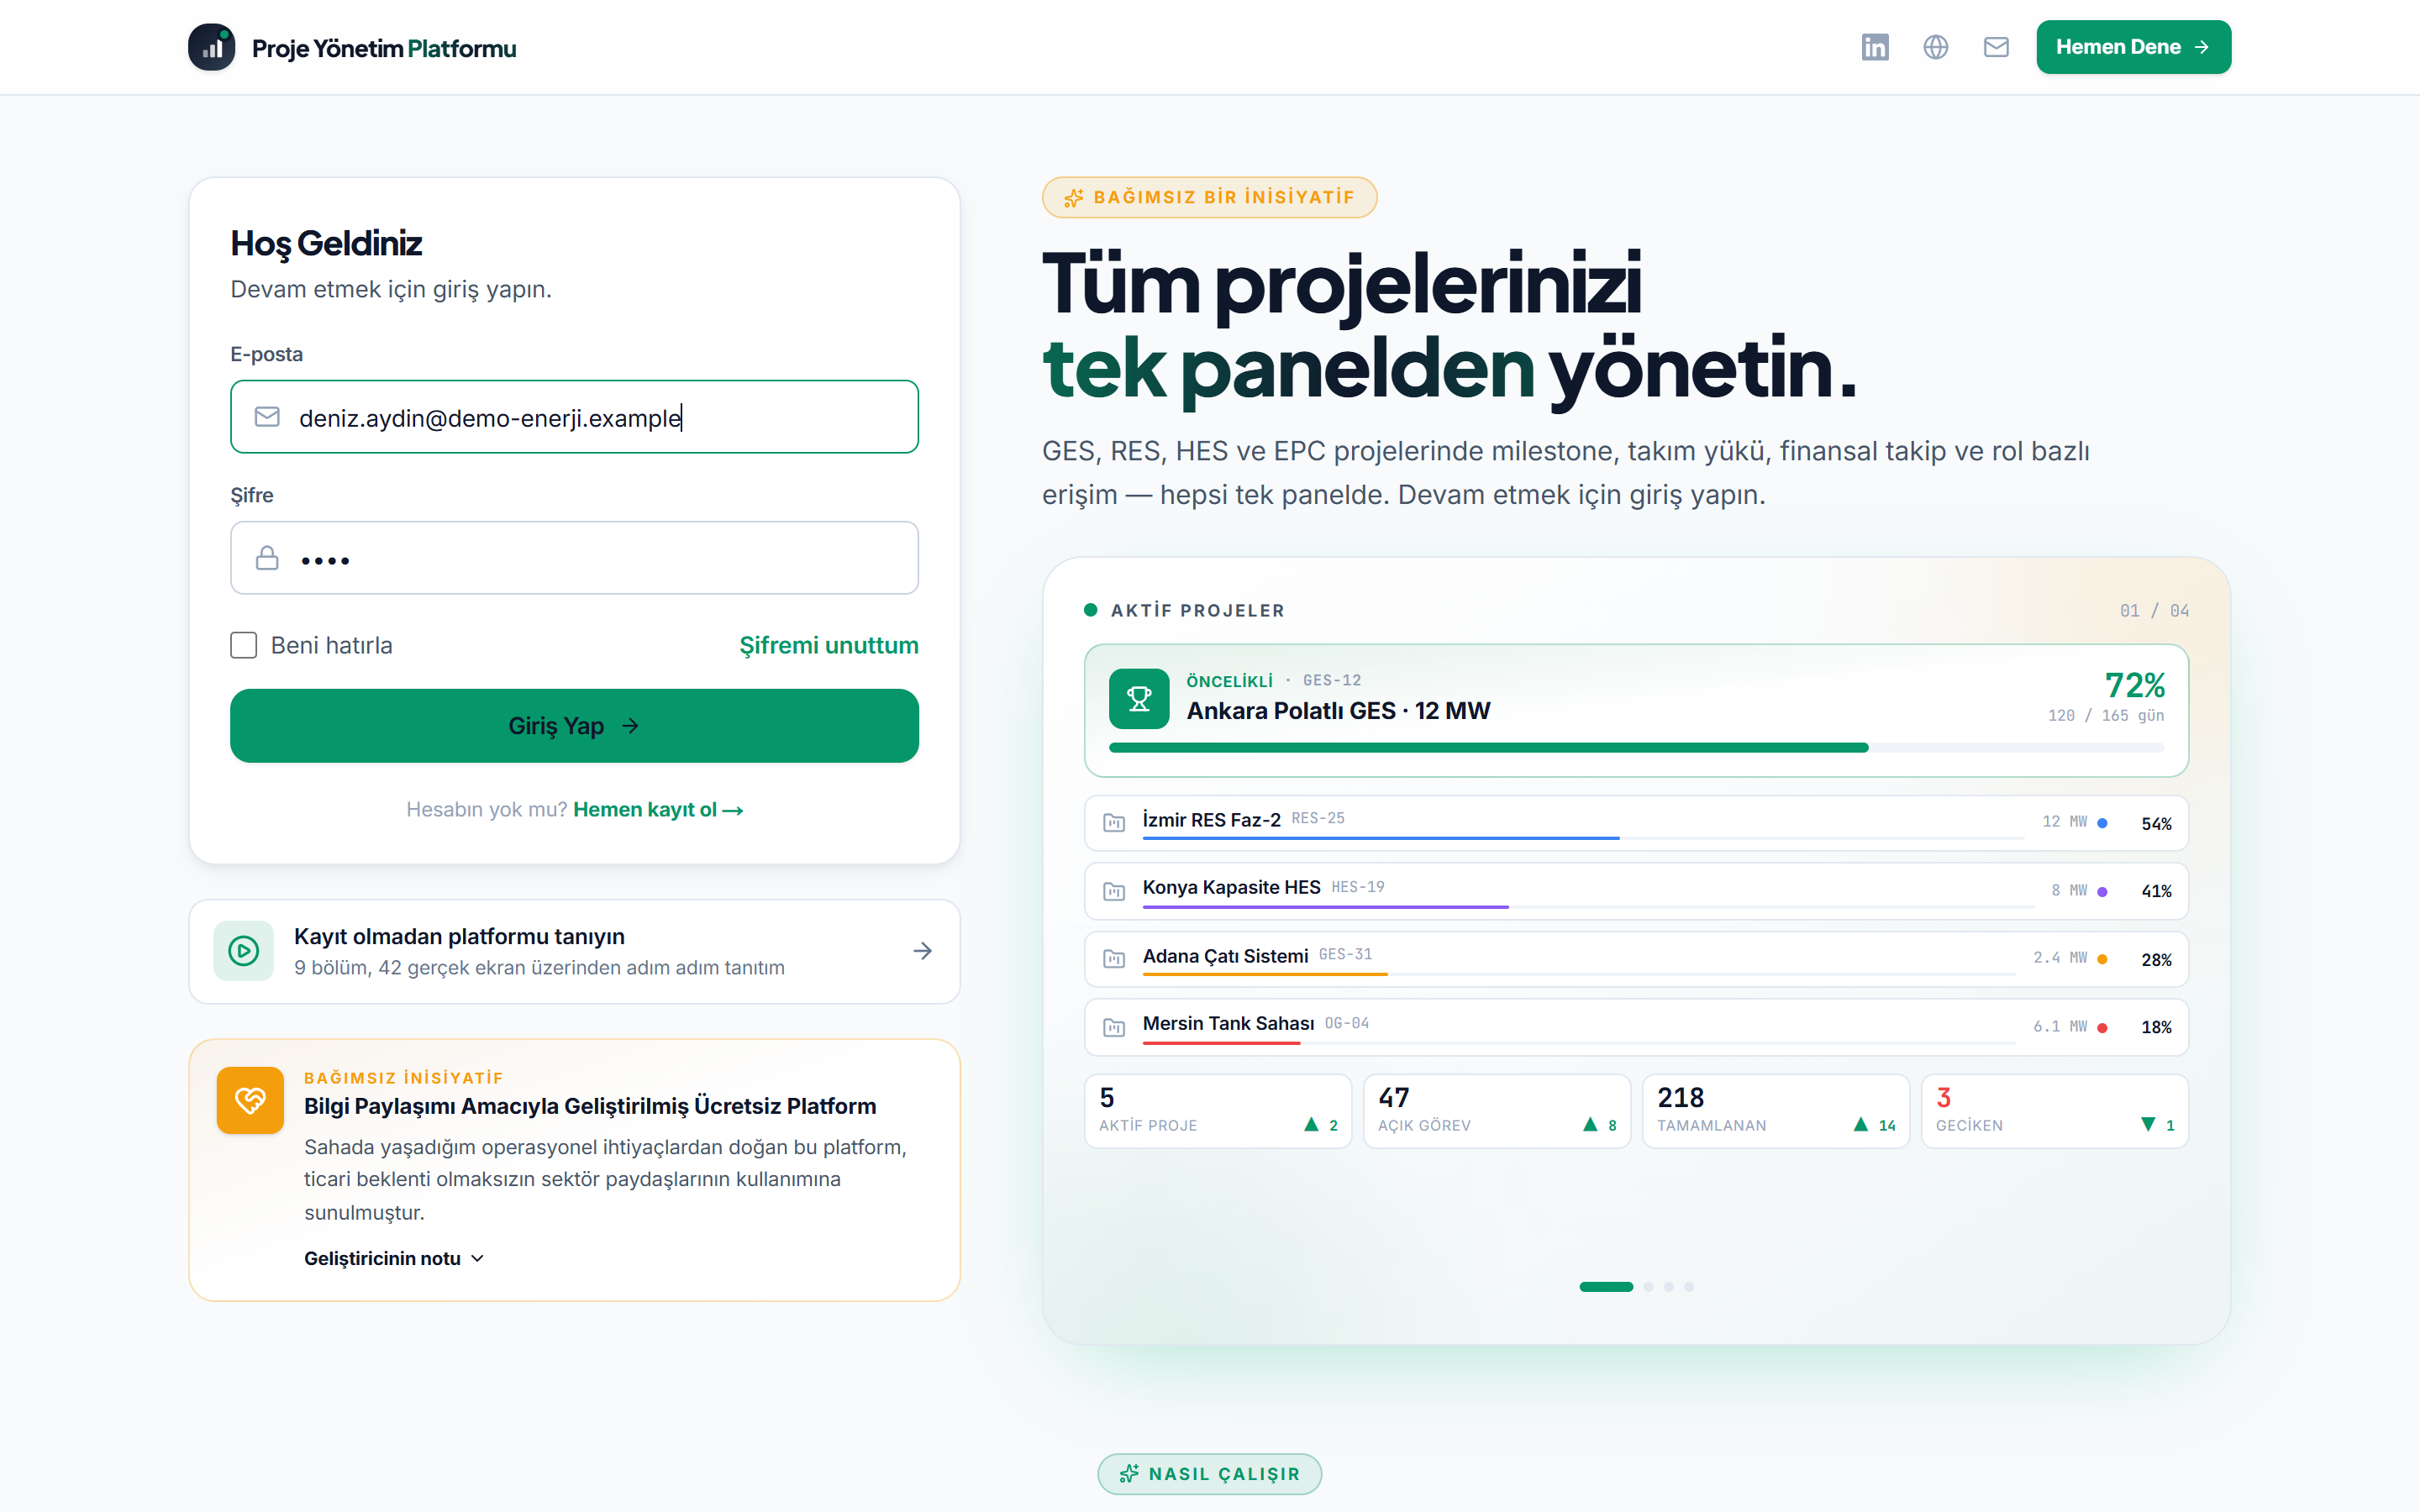 Proje Yönetim Platformu
Hemen Dene →
Hoş Geldiniz
Devam etmek için giriş yapın.
E-posta
deniz.aydin@demo-enerji.example
Şifre
••••
Beni hatırla
Şifremi unuttum
Giriş Yap →
Hesabın yok mu? Hemen kayıt ol →
Kayıt olmadan platformu tanıyın
9 bölüm, 42 gerçek ekran üzerinden adım adım tanıtım
BAĞIMSIZ İNİSİYATİF
Bilgi Paylaşımı Amacıyla Geliştirilmiş Ücretsiz Platform
Sahada yaşadığım operasyonel ihtiyaçlardan doğan bu platform,
ticari beklenti olmaksızın sektör paydaşlarının kullanımına
sunulmuştur.
Geliştiricinin notu
BAĞIMSIZ BİR İNİSİYATİF
Tüm projelerinizi
tek panelden yönetin.
GES, RES, HES ve EPC projelerinde milestone, takım yükü, finansal takip ve rol bazlı
erişim — hepsi tek panelde. Devam etmek için giriş yapın.
AKTİF PROJELER
01 / 04
ÖNCELİKLİ · GES-12
Ankara Polatlı GES · 12 MW
72%
120 / 165 gün
İzmir RES Faz-2 RES-25
12 MW
54%
Konya Kapasite HES HES-19
8 MW
41%
Adana Çatı Sistemi GES-31
2.4 MW
28%
Mersin Tank Sahası OG-04
6.1 MW
18%
5
AKTİF PROJE
▲ 2
47
AÇIK GÖREV
▲ 8
218
TAMAMLANAN
▲ 14
3
GECİKEN
▼ 1
NASIL ÇALIŞIR